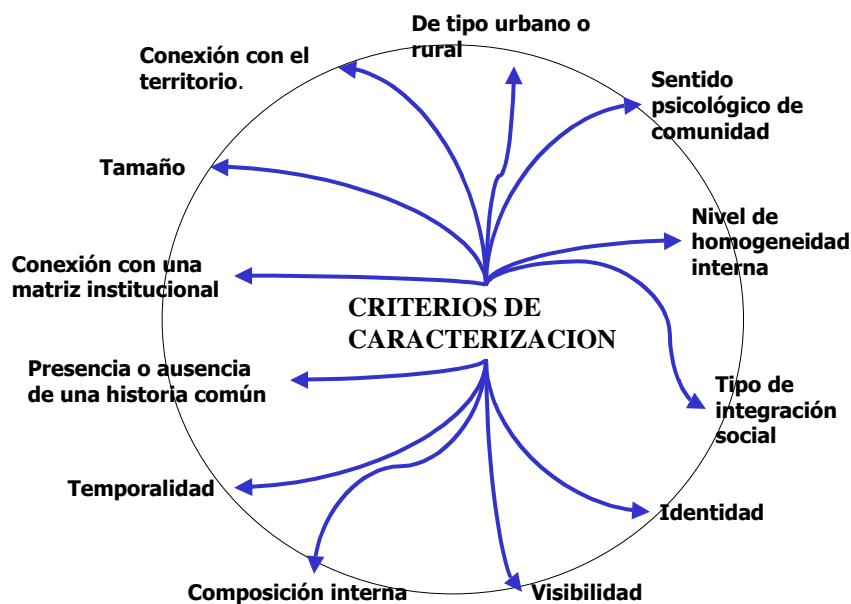 De tipo urbano o
rural
Conexión con el
territorio.
Sentido
psicológico de
comunidad
Tamaño
Nivel de
homogeneidad
interna
Conexión con una
matriz institucional
CRITERIOS DE
CARACTERIZACION
Presencia o ausencia
de una historia común
Tipo de
integración
social
Temporalidad
Identidad
Composición interna
Visibilidad